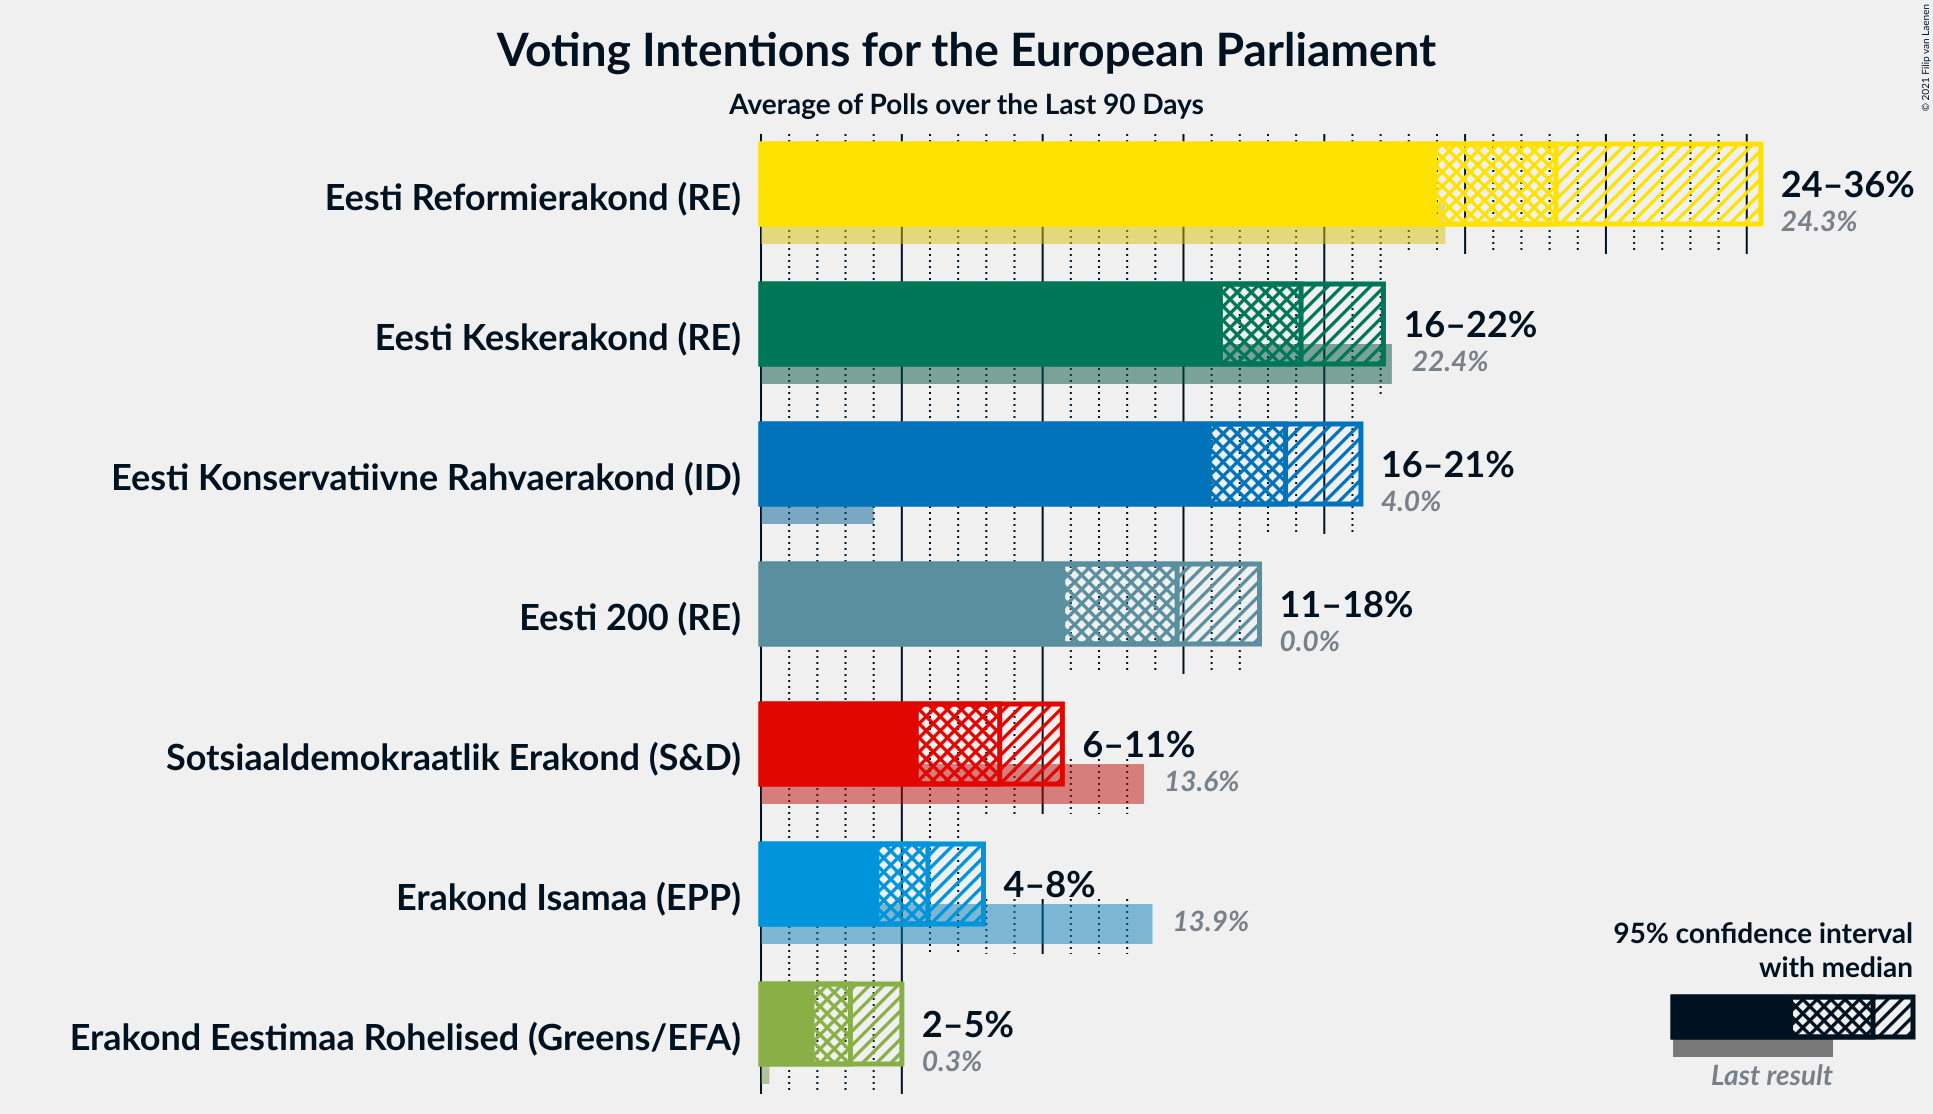 Voting Intentions for the European Parliament
Average of Polls over the Last 90 Days
© 2021 Filip van Laenen
Eesti Reformierakond (RE)
24–36%
24.3%
Eesti Keskerakond (RE)
16–22%
22.4%
Eesti Konservatiivne Rahvaerakond (ID)
16–21%
4.0%
Eesti 200 (RE)
11–18%
0.0%
Sotsiaaldemokraatlik Erakond (S&D)
6–11%
13.6%
Erakond Isamaa (EPP)
4–8%
13.9%
Erakond Eestimaa Rohelised (Greens/EFA)
2–5%
0.3%
95% confidence interval
with median
Last result